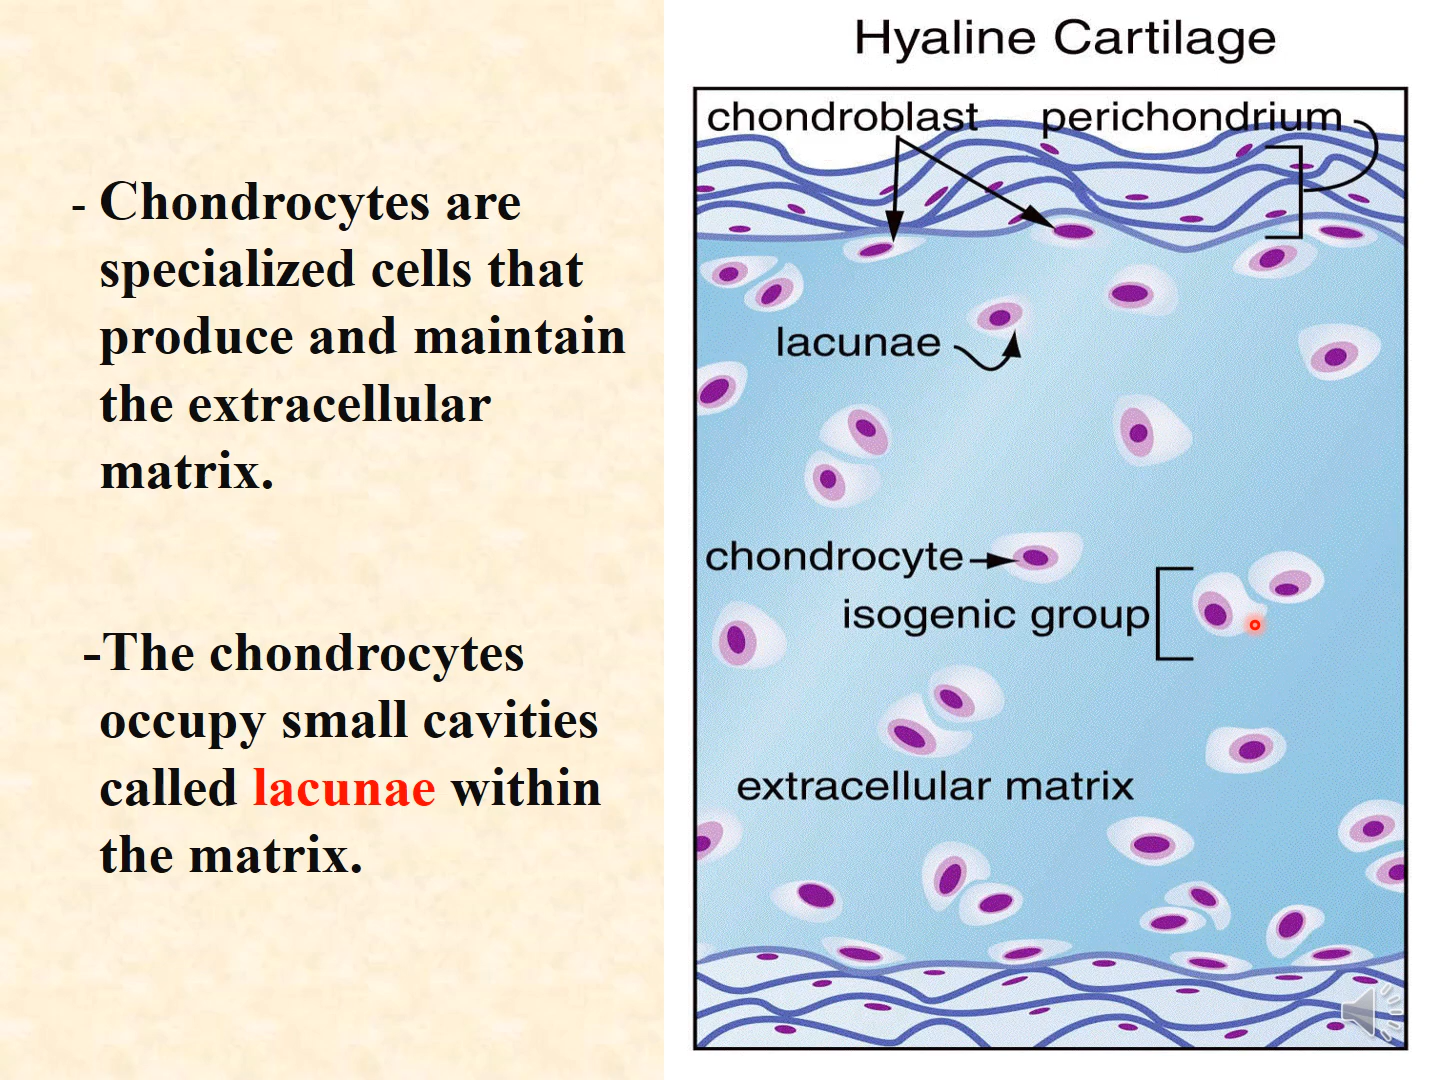 - Chondrocytes are
specialized cells that
produce and maintain
the extracellular
matrix.
-The chondrocytes
occupy small cavities
called lacunae within
the matrix.
Hyaline Cartilage
chondroblast perichondrium
lacunae
chondrocyte
isogenic group
extracellular matrix